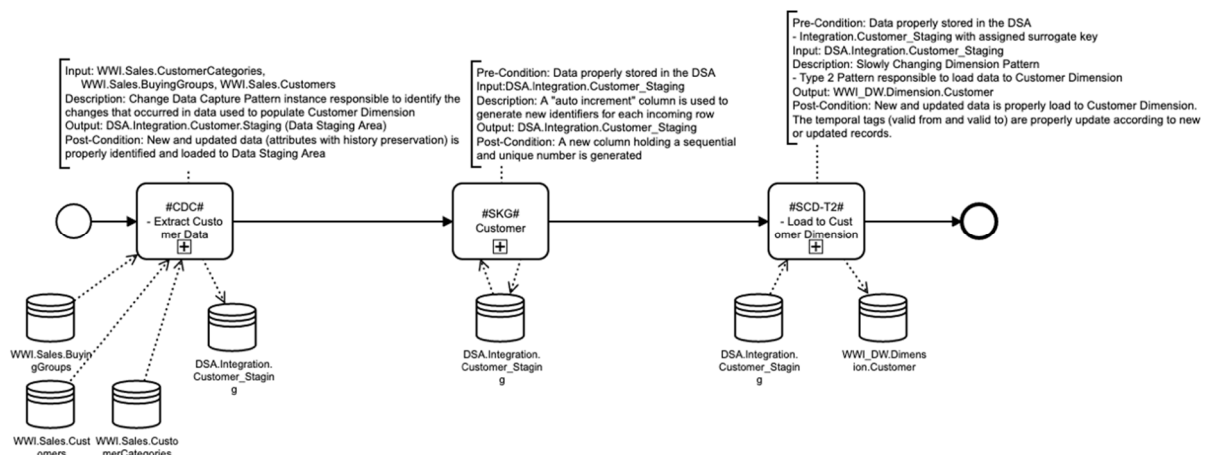 Input: WWI.Sales.CustomerCategories,
WWI.Sales.BuyingGroups, WWI.Sales.Customers
Description: Change Data Capture Pattern instance responsible to identify the
changes that occurred in data used to populate Customer Dimension
Output: DSA.Integration.Customer.Staging (Data Staging Area)
Post-Condition: New and updated data (attributes with history preservation) is
properly identified and loaded to Data Staging Area
Pre-Condition: Data properly stored in the DSA
Input:DSA.Integration.Customer_Staging
Description: A "auto increment" column is used to
generate new identifiers for each incoming row
Output: DSA.Integration.Customer_Staging
Post-Condition: A new column holding a sequential
and unique number is generated
Pre-Condition: Data properly stored in the DSA
- Integration.Customer_Staging with assigned surrogate key
Input: DSA.Integration.Customer_Staging
Description: Slowly Changing Dimension Pattern
- Type 2 Pattern responsible to load data to Customer Dimension
Output: WWI_DW.Dimension.Customer
Post-Condition: New and updated data is properly load to Customer Dimension.
The temporal tags (valid from and valid to) are properly update according to new
or updated records.
#CDC#
- Extract Custo
mer Data
#SKG#
Customer
#SCD-T2#
- Load to Cust
omer Dimension
WWI.Sales.Buyin
gGroups
DSA.Integration.
Customer_Stagin
g
DSA.Integration.
Customer_Stagin
g
DSA.Integration.
Customer_Stagin
g
WWI_DW.Dimens
ion.Customer
WWI.Sales.Cust
omers
WWI.Sales.Custo
merCategories